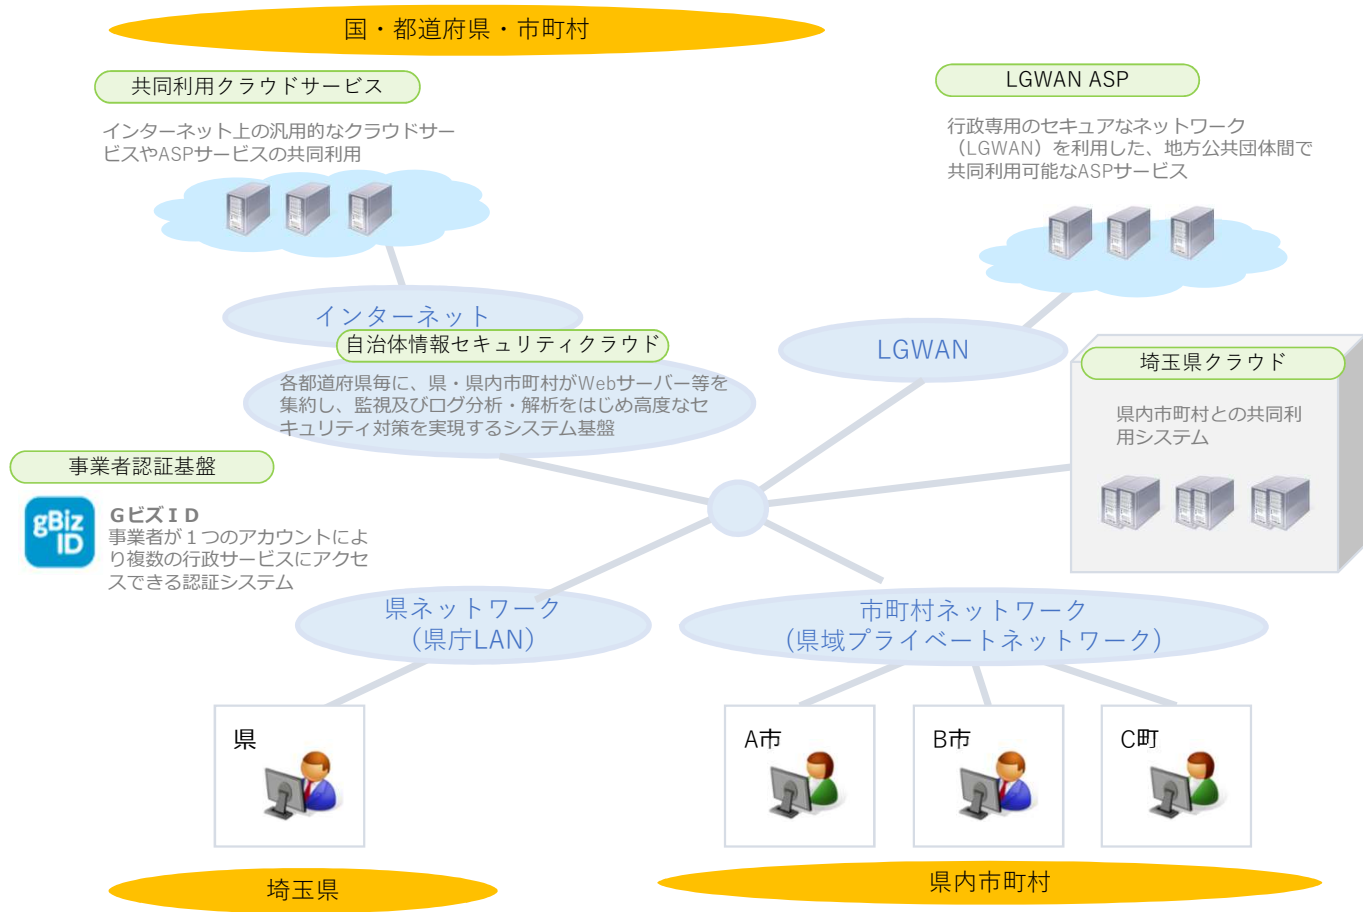 国・都道府県・市町村
共同利用クラウドサービス
インターネット上の汎用的なクラウドサー
ビスやASPサービスの共同利用
LGWAN ASP
行政専用のセキュアなネットワーク
（LGWAN）を利用した、地方公共団体間で
共同利用可能なASPサービス
インターネット
自治体情報セキュリティクラウド
各都道府県毎に、県・県内市町村がWebサーバー等を
集約し、監視及びログ分析・解析をはじめ高度なセ
キュリティ対策を実現するシステム基盤
LGWAN
埼玉県クラウド
県内市町村との共同利
用システム
事業者認証基盤
gBiz
ID
GビズＩＤ
事業者が１つのアカウントによ
り複数の行政サービスにアクセ
スできる認証システム
県ネットワーク
（県庁LAN）
市町村ネットワーク
（県域プライベートネットワーク）
県
A市
B市
C町
埼玉県
県内市町村